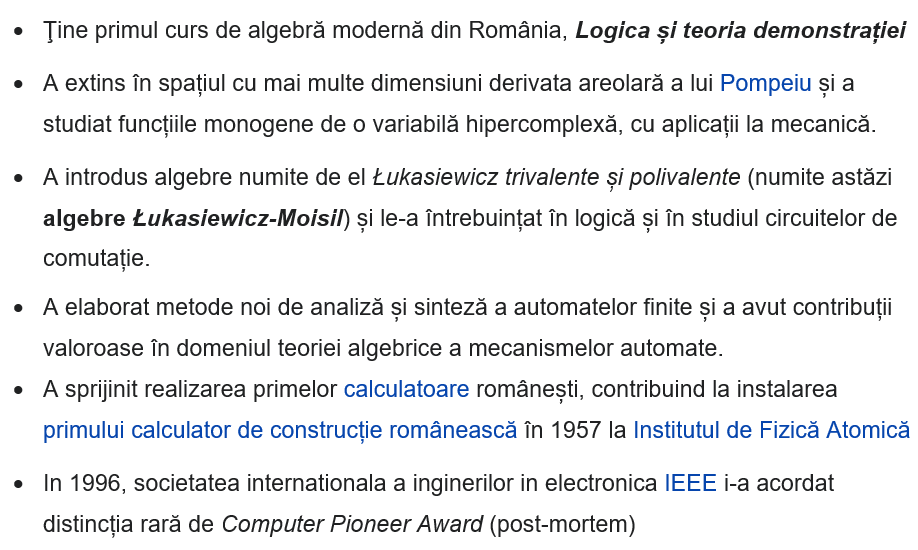 • Ţine primul curs de algebră modernă din România, Logica și teoria demonstrației
• A extins în spațiul cu mai multe dimensiuni derivata areolară a lui Pompeiu și a
studiat funcțiile monogene de o variabilă hipercomplexă, cu aplicații la mecanică.
• A introdus algebre numite de el Łukasiewicz trivalente și polivalente (numite astăzi
algebre Łukasiewicz-Moisil) și le-a întrebuințat în logică și în studiul circuitelor de
comutație.
• A elaborat metode noi de analiză și sinteză a automatelor finite și a avut contribuții
valoroase în domeniul teoriei algebrice a mecanismelor automate.
• A sprijinit realizarea primelor calculatoare românești, contribuind la instalarea
primului calculator de construcție românească în 1957 la Institutul de Fizică Atomică
• In 1996, societatea internationala a inginerilor in electronica IEEE i-a acordat
distincția rară de Computer Pioneer Award (post-mortem)